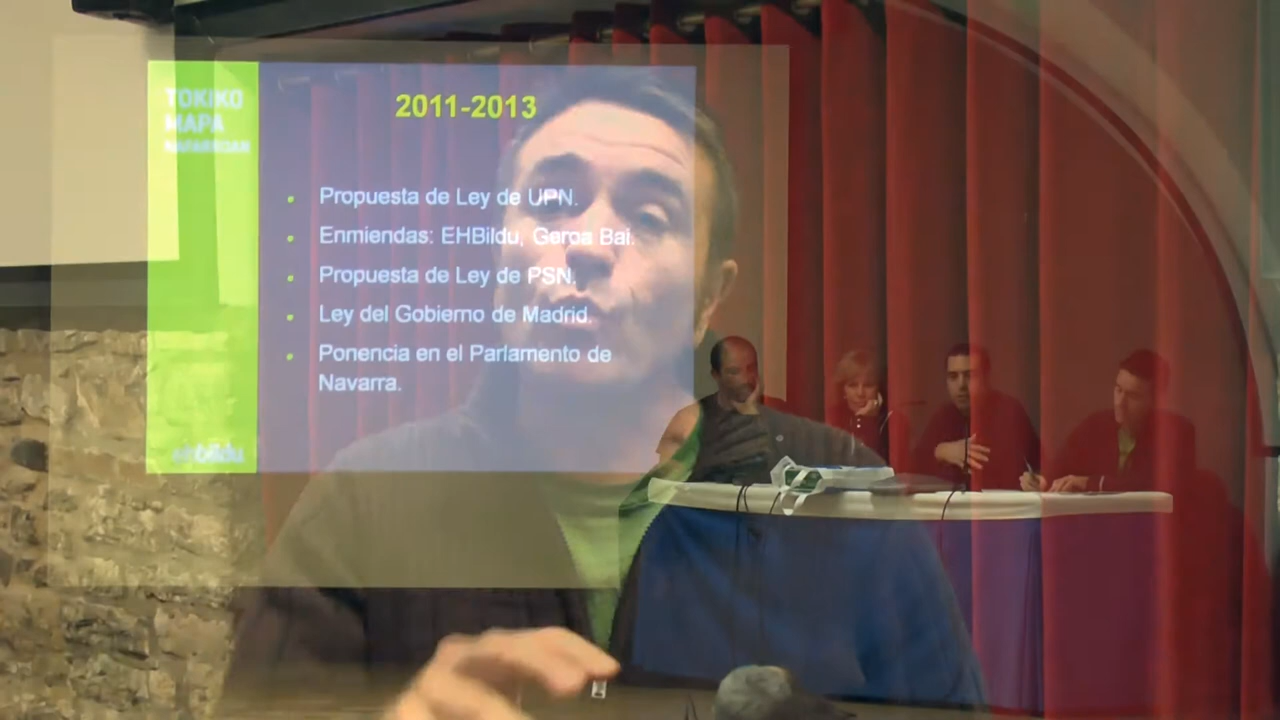 TOKIKO
MAPA
NAFARROAN
2011-2013
Propuesta de Ley de UPN.
Enmiendas: EHBildu, Geroa Bai.
Propuesta de Ley de PSN.
Ley del Gobierno de Madrid.
Ponencia en el Parlamento de
Navarra.
ehbildu